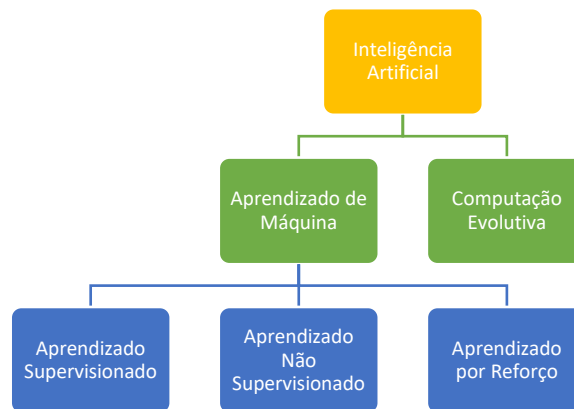 Inteligência
Artificial
Aprendizado de
Máquina
Computação
Evolutiva
Aprendizado
Supervisionado
Aprendizado
Não
Supervisionado
Aprendizado
por Reforço